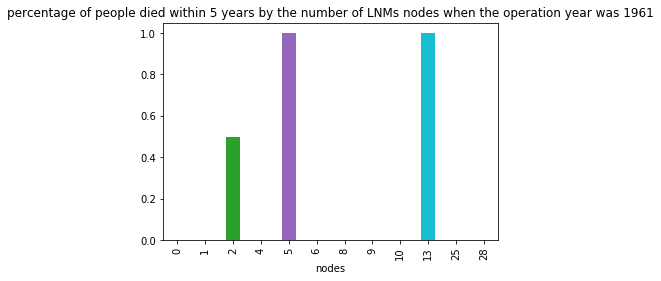 percentage of people died within 5 years by the number of LNMs nodes when the operation year was 1961
1.0
0.8
0.6
0.4
0.2
0.0
0 1 2 4 5 6 8 9 10 13 25 28
nodes